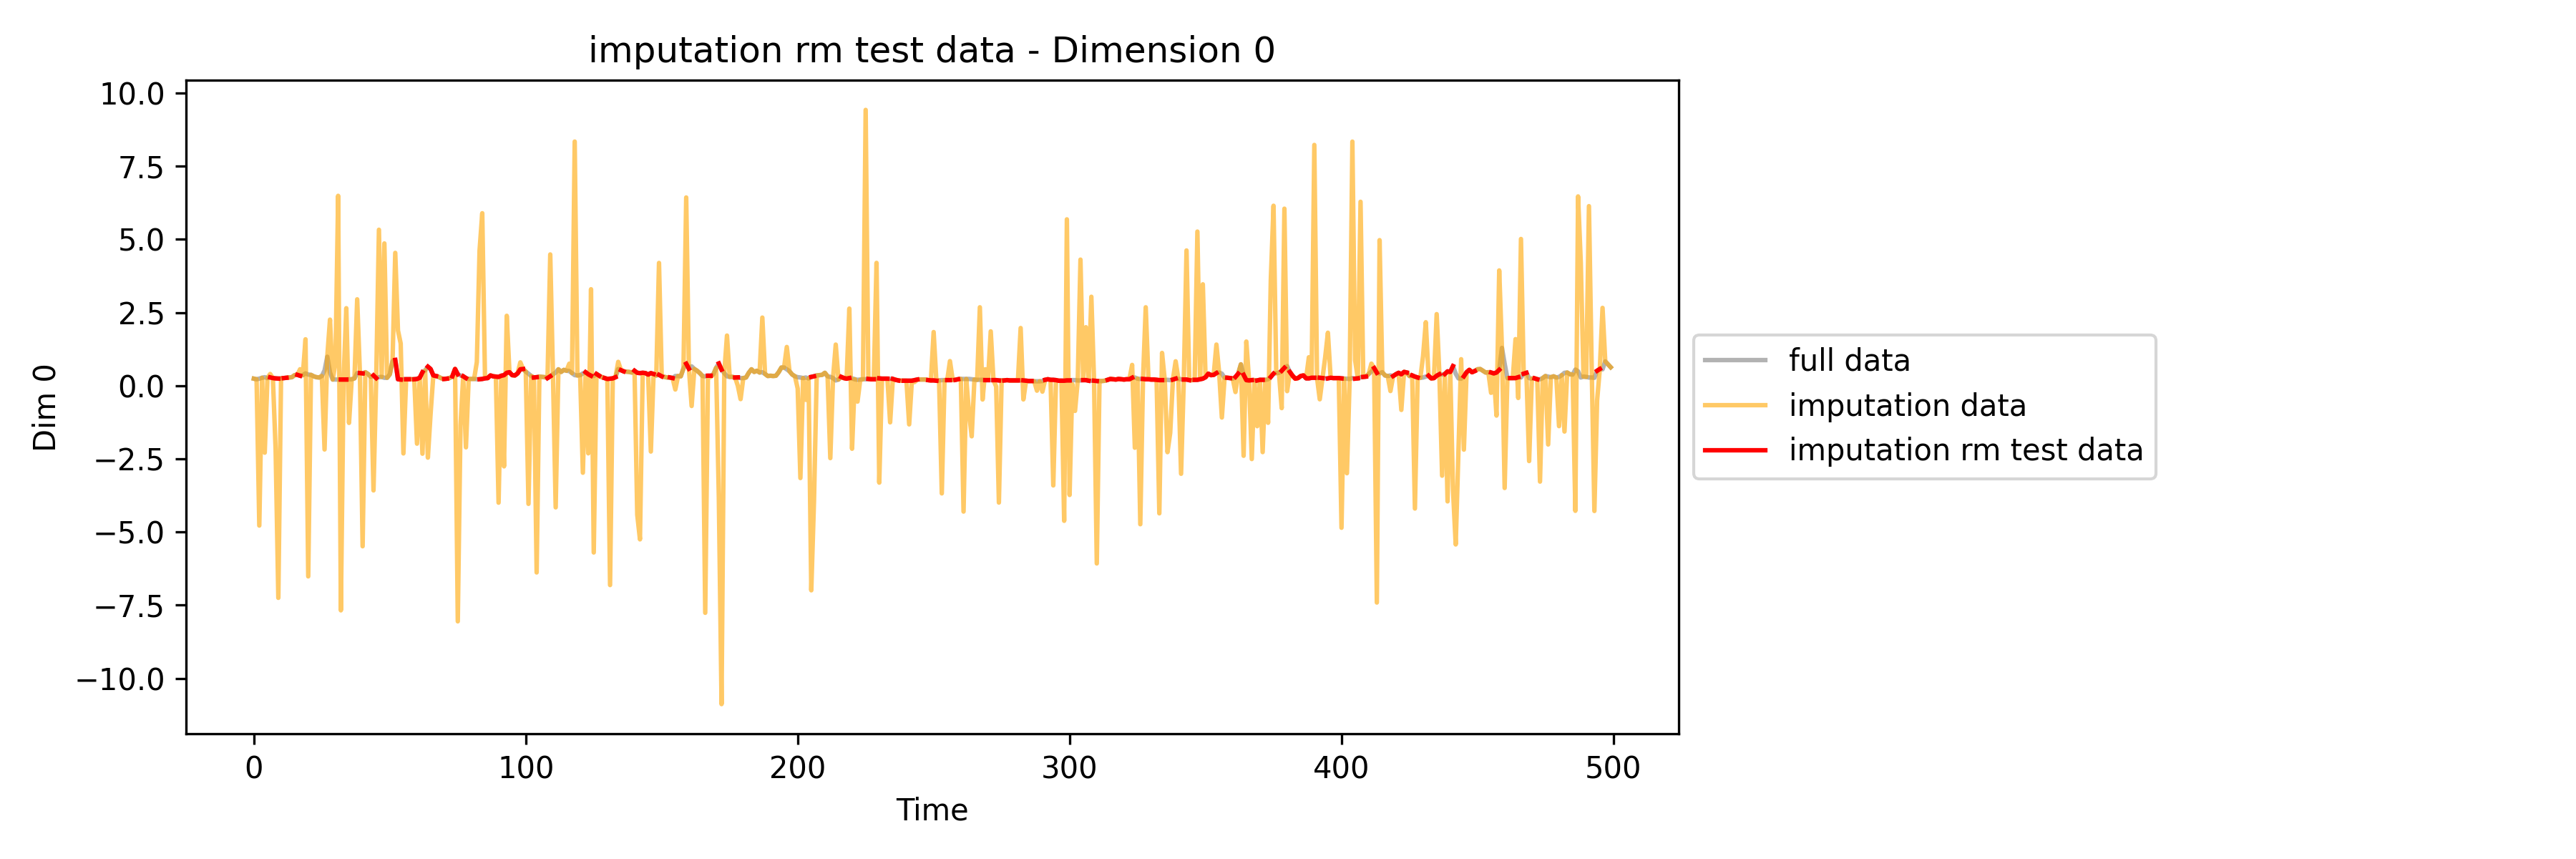 imputation rm test data - Dimension 0
10.0
7.5
5.0
2.5
0.0
−2.5
−5.0
−7.5
−10.0
Dim 0
0
100
200
300
400
500
Time
full data
imputation data
imputation rm test data